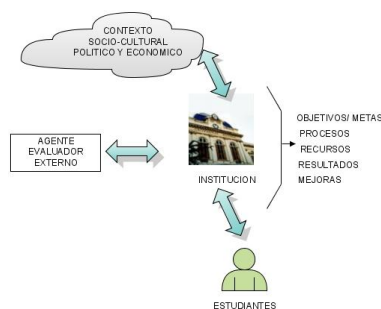 CONTEXTO
SOCIO-CULTURAL
POLITICO Y ECONOMICO
AGENTE
EVALUADOR
EXTERNO
INSTITUCION
OBJETIVOS/ METAS
PROCESOS
RECURSOS
RESULTADOS
MEJORAS
ESTUDIANTES